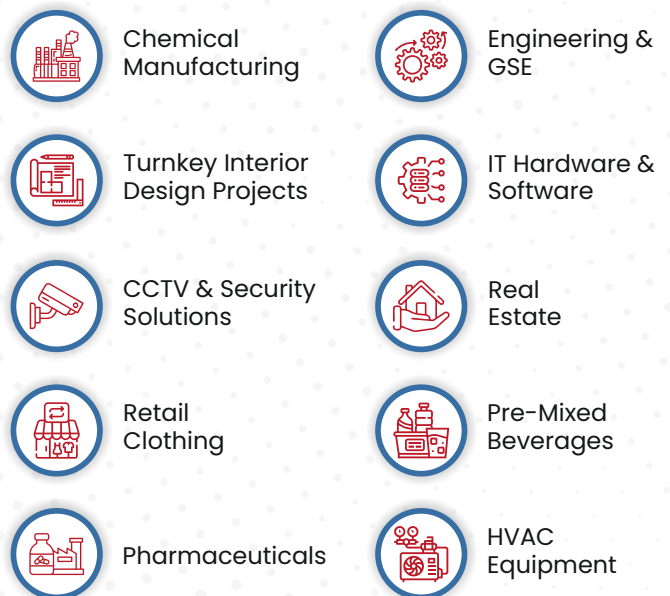 Chemical
Manufacturing
Engineering &
GSE
Turnkey Interior
Design Projects
IT Hardware &
Software
CCTV & Security
Solutions
Real
Estate
Retail
Clothing
Pre-Mixed
Beverages
Pharmaceuticals
HVAC
Equipment